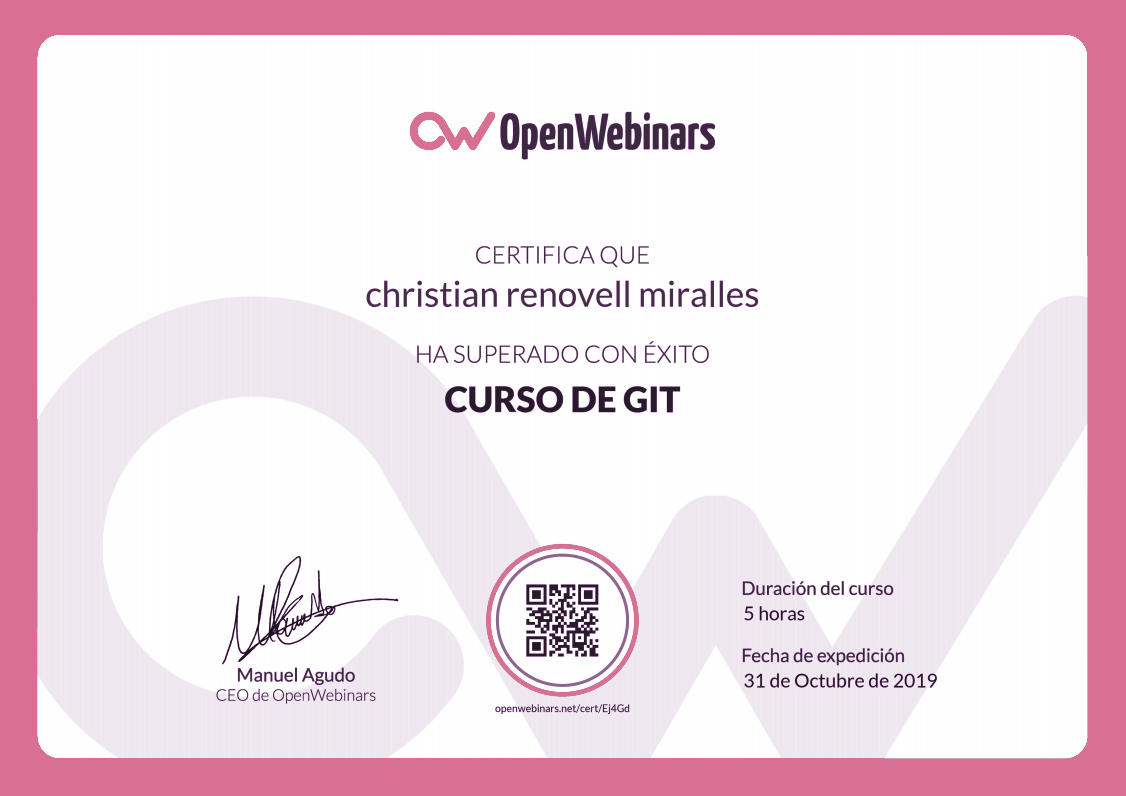 OpenWebinars
CERTIFICA QUE
christian renovell miralles
HA SUPERADO CON ÉXITO
CURSO DE GIT
Manuel Agudo
CEO de OpenWebinars
openwebinars.net/cert/Ej4Gd
Duración del curso
5 horas
Fecha de expedición
31 de Octubre de 2019